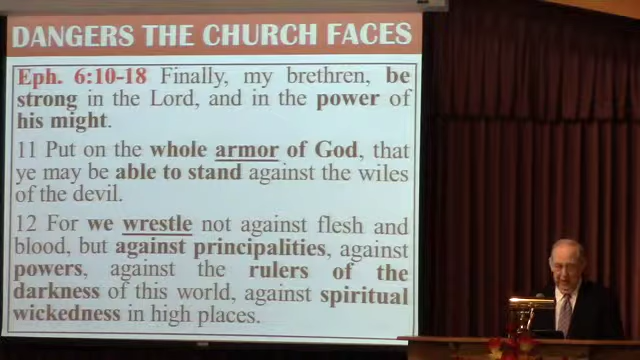 DANGERS THE CHURCH FACES
Eph. 6:10-18 Finally, my brethren, be
strong in the Lord, and in the power of
his might.
11 Put on the whole armor of God, that
ye may be able to stand against the wiles
of the devil.
12 For we wrestle not against flesh and
blood, but against principalities, against
powers, against the rulers of the
darkness of this world, against spiritual
wickedness in high places.